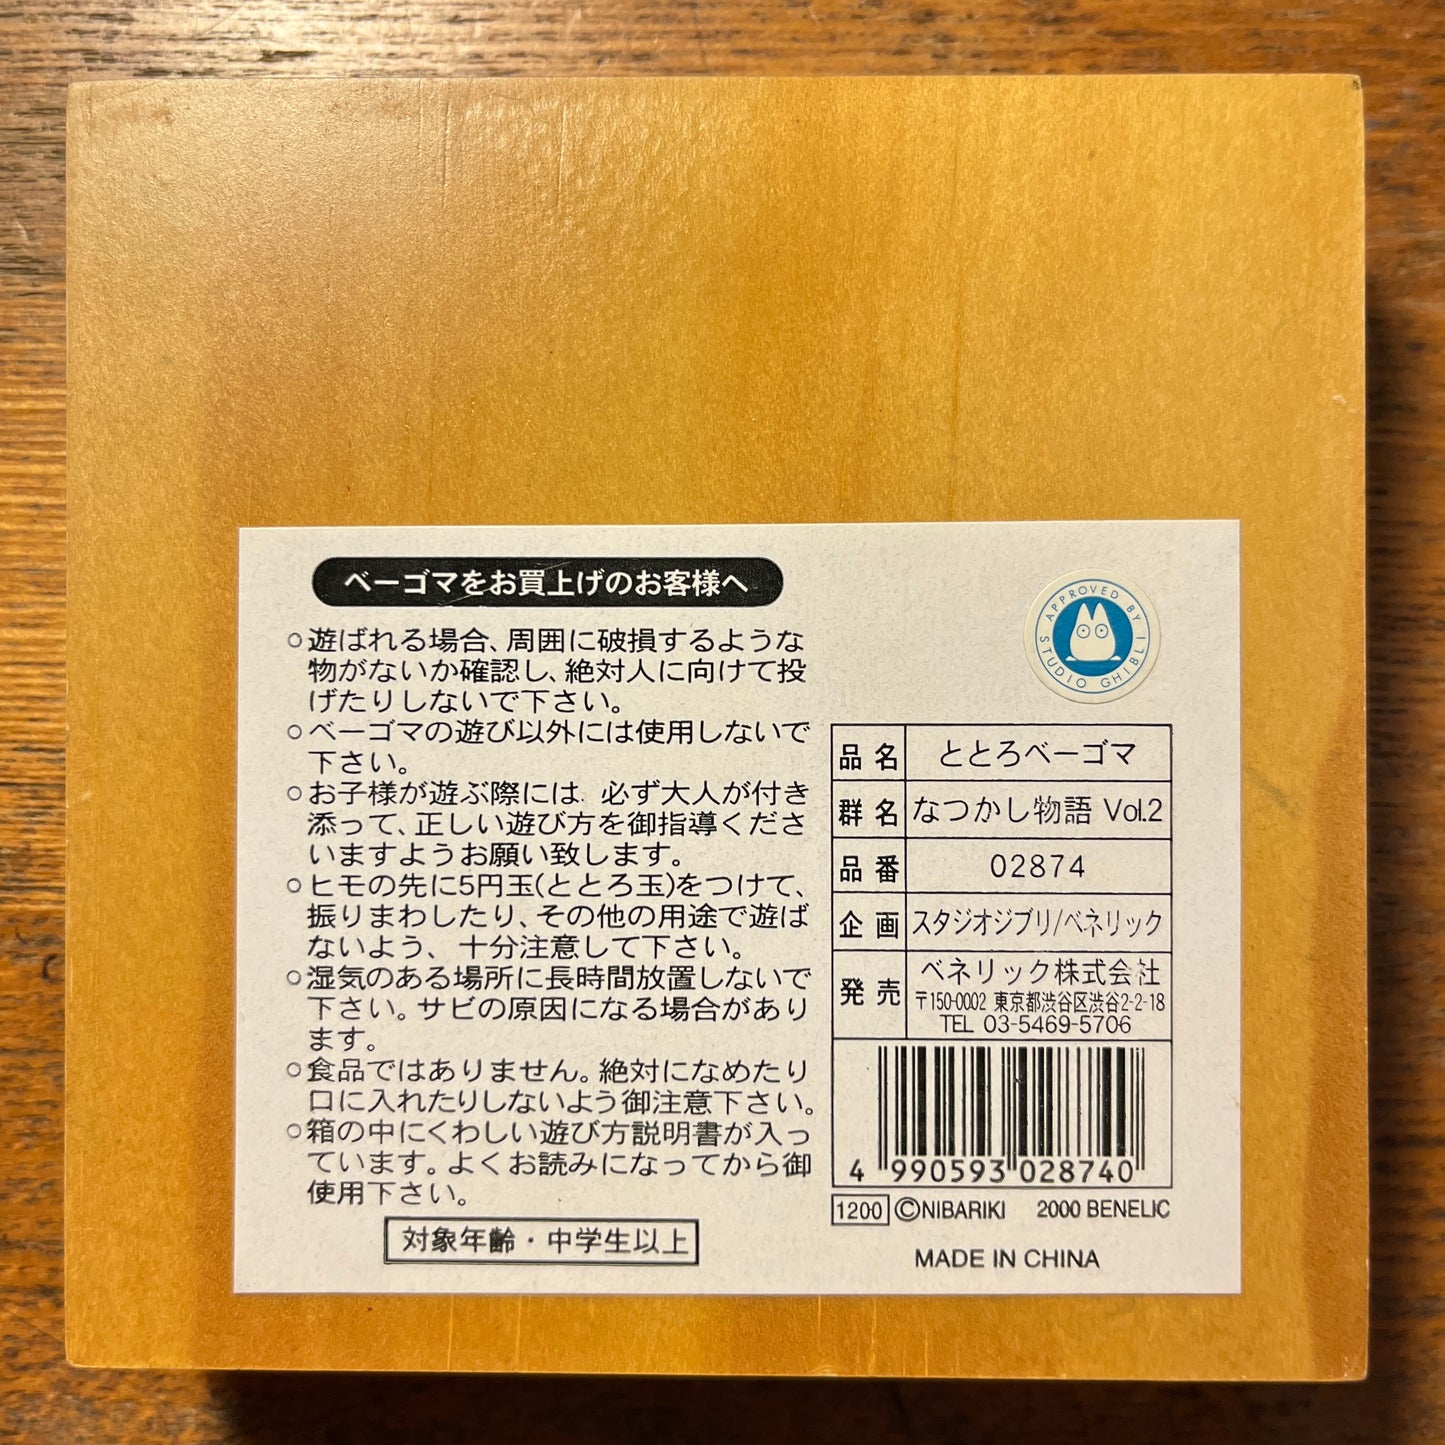 ベーゴマをお買上げのお客様へ
○遊ばれる場合、周囲に破損するような
物がないか確認し、絶対人に向けて投
げたりしないで下さい。
○ベーゴマの遊び以外には使用しないで
下さい。
○お子様が遊ぶ際には、必ず大人が付き
添って、正しい遊び方を御指導くださ
いますようお願い致します。
○ヒモの先に5円玉(ととろ玉)をつけて、
振りまわしたり、その他の用途で遊ば
ないよう、十分注意して下さい。
○湿気のある場所に長時間放置しないで
下さい。サビの原因になる場合があり
ます。
○食品ではありません。絶対になめたり
口に入れたりしないよう御注意下さい。
○箱の中にくわしい遊び方説明書が入っ
ています。よくお読みになってから御
使用下さい。
対象年齢・中学生以上
APPROVED BY STUDIO GHIBLI
品名 ととろベーゴマ
群名 なつかし物語 Vol.2
品番 02874
企画 スタジオジブリ/ベネリック
発売 ベネリック株式会社
〒150-0002 東京都渋谷区渋谷2-2-18
TEL 03-5469-5706
4 990593 028740
1200 ©NIBARIKI 2000 BENELIC
MADE IN CHINA